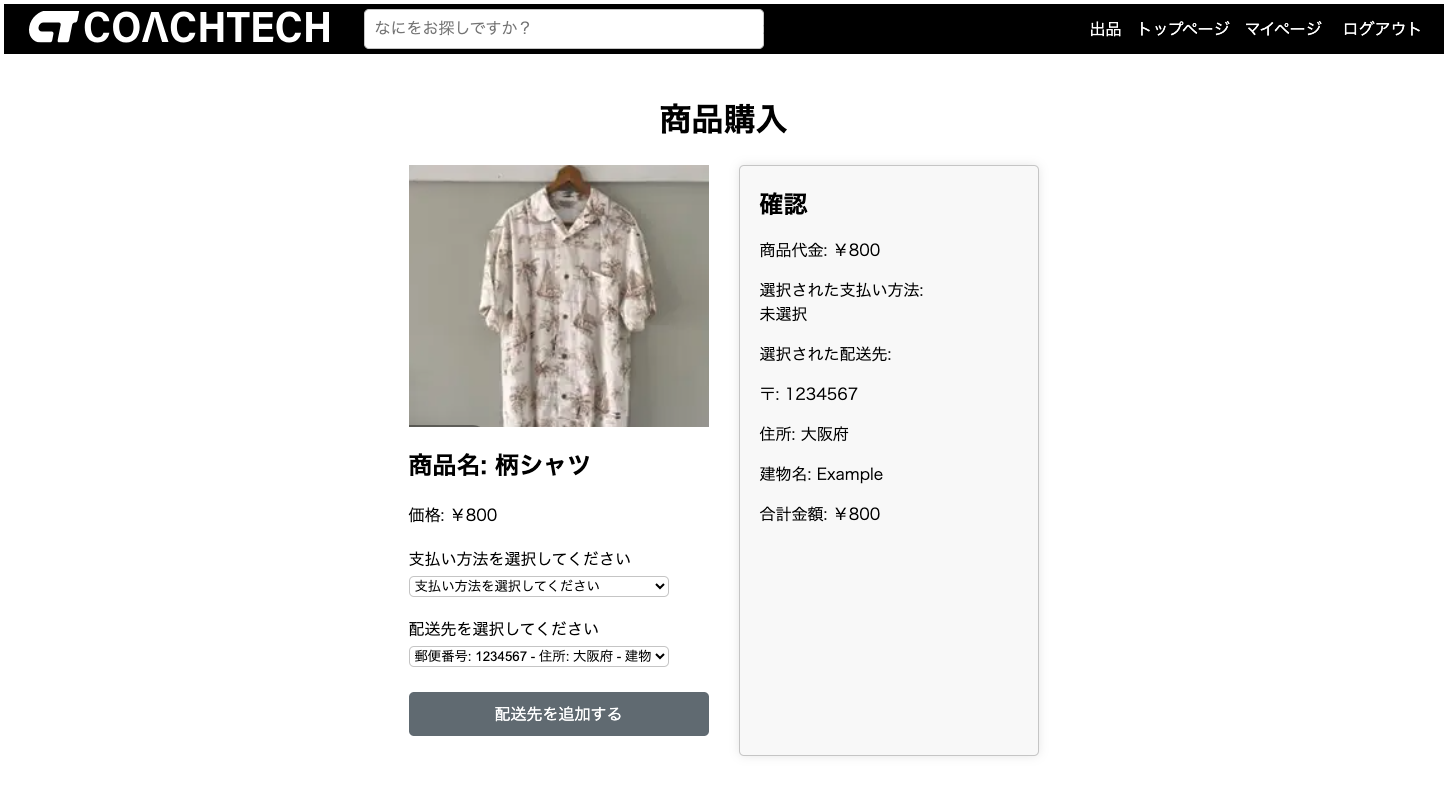 COACHTECH
なにをお探しですか？
出品 トップページ マイページ ログアウト
商品購入
商品名: 柄シャツ
価格: ￥800
支払い方法を選択してください
支払い方法を選択してください
配送先を選択してください
郵便番号: 1234567 - 住所: 大阪府 - 建物
配送先を追加する
確認
商品代金: ￥800
選択された支払い方法:
未選択
選択された配送先:
〒: 1234567
住所: 大阪府
建物名: Example
合計金額: ￥800